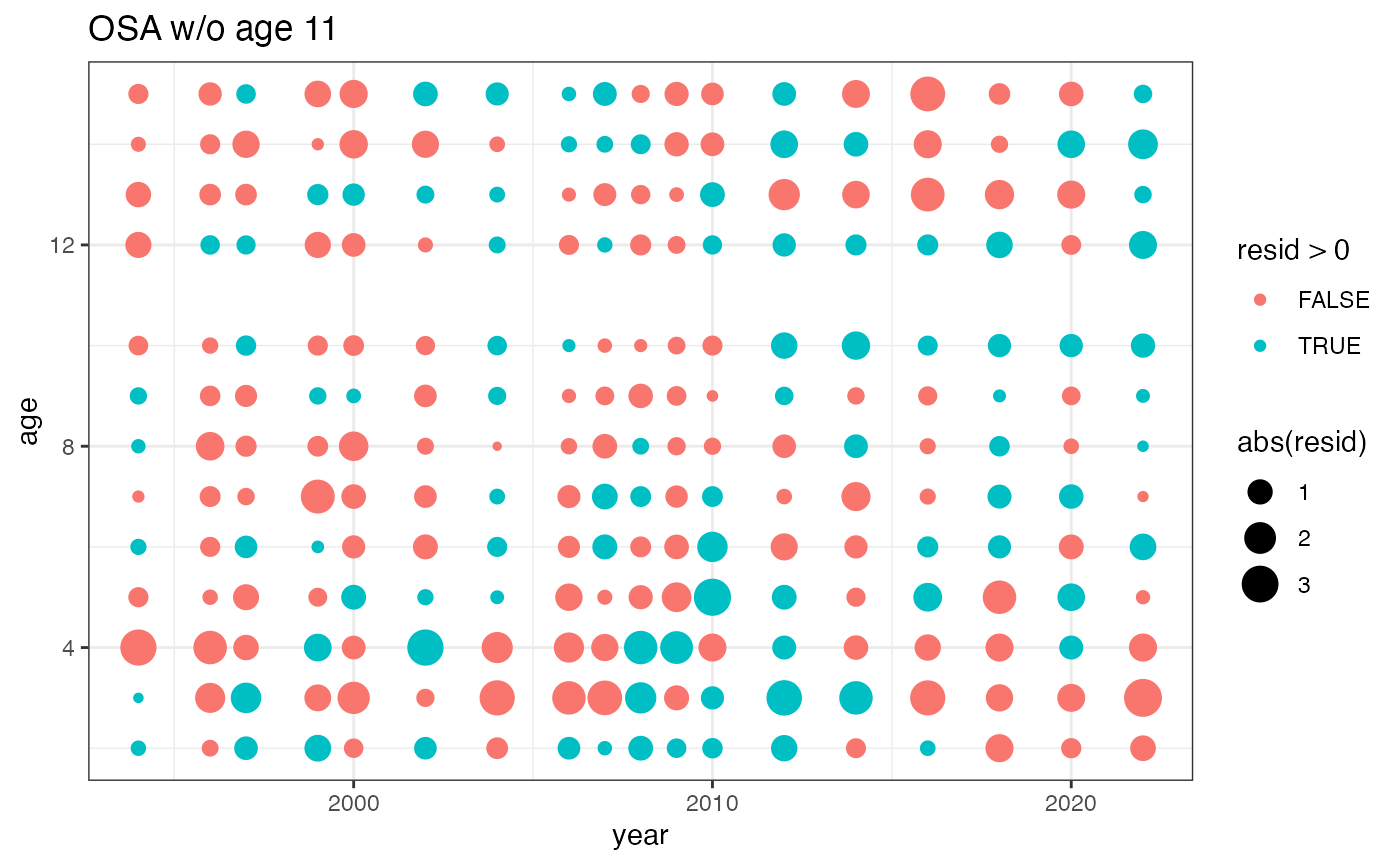 OSA w/o age 11
12
8
4
age
2000
2010
2020
year
resid > 0
FALSE
TRUE
abs(resid)
1
2
3